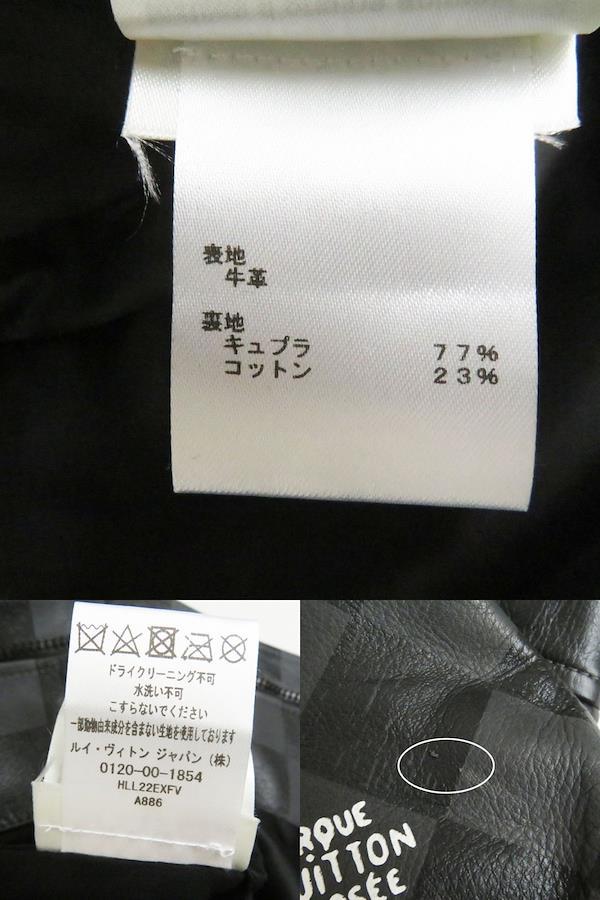 表地
牛革
裏地
キュプラ 77%
コットン 23%
ドライクリーニング不可
水洗い不可
こすらないでください
一部動物由来成分を含まない生地を使用しております
ルイ・ヴィトン ジャパン (株)
0120-00-1854
HLL22EXFV
A886
RQUE
UITTON
OSÉE